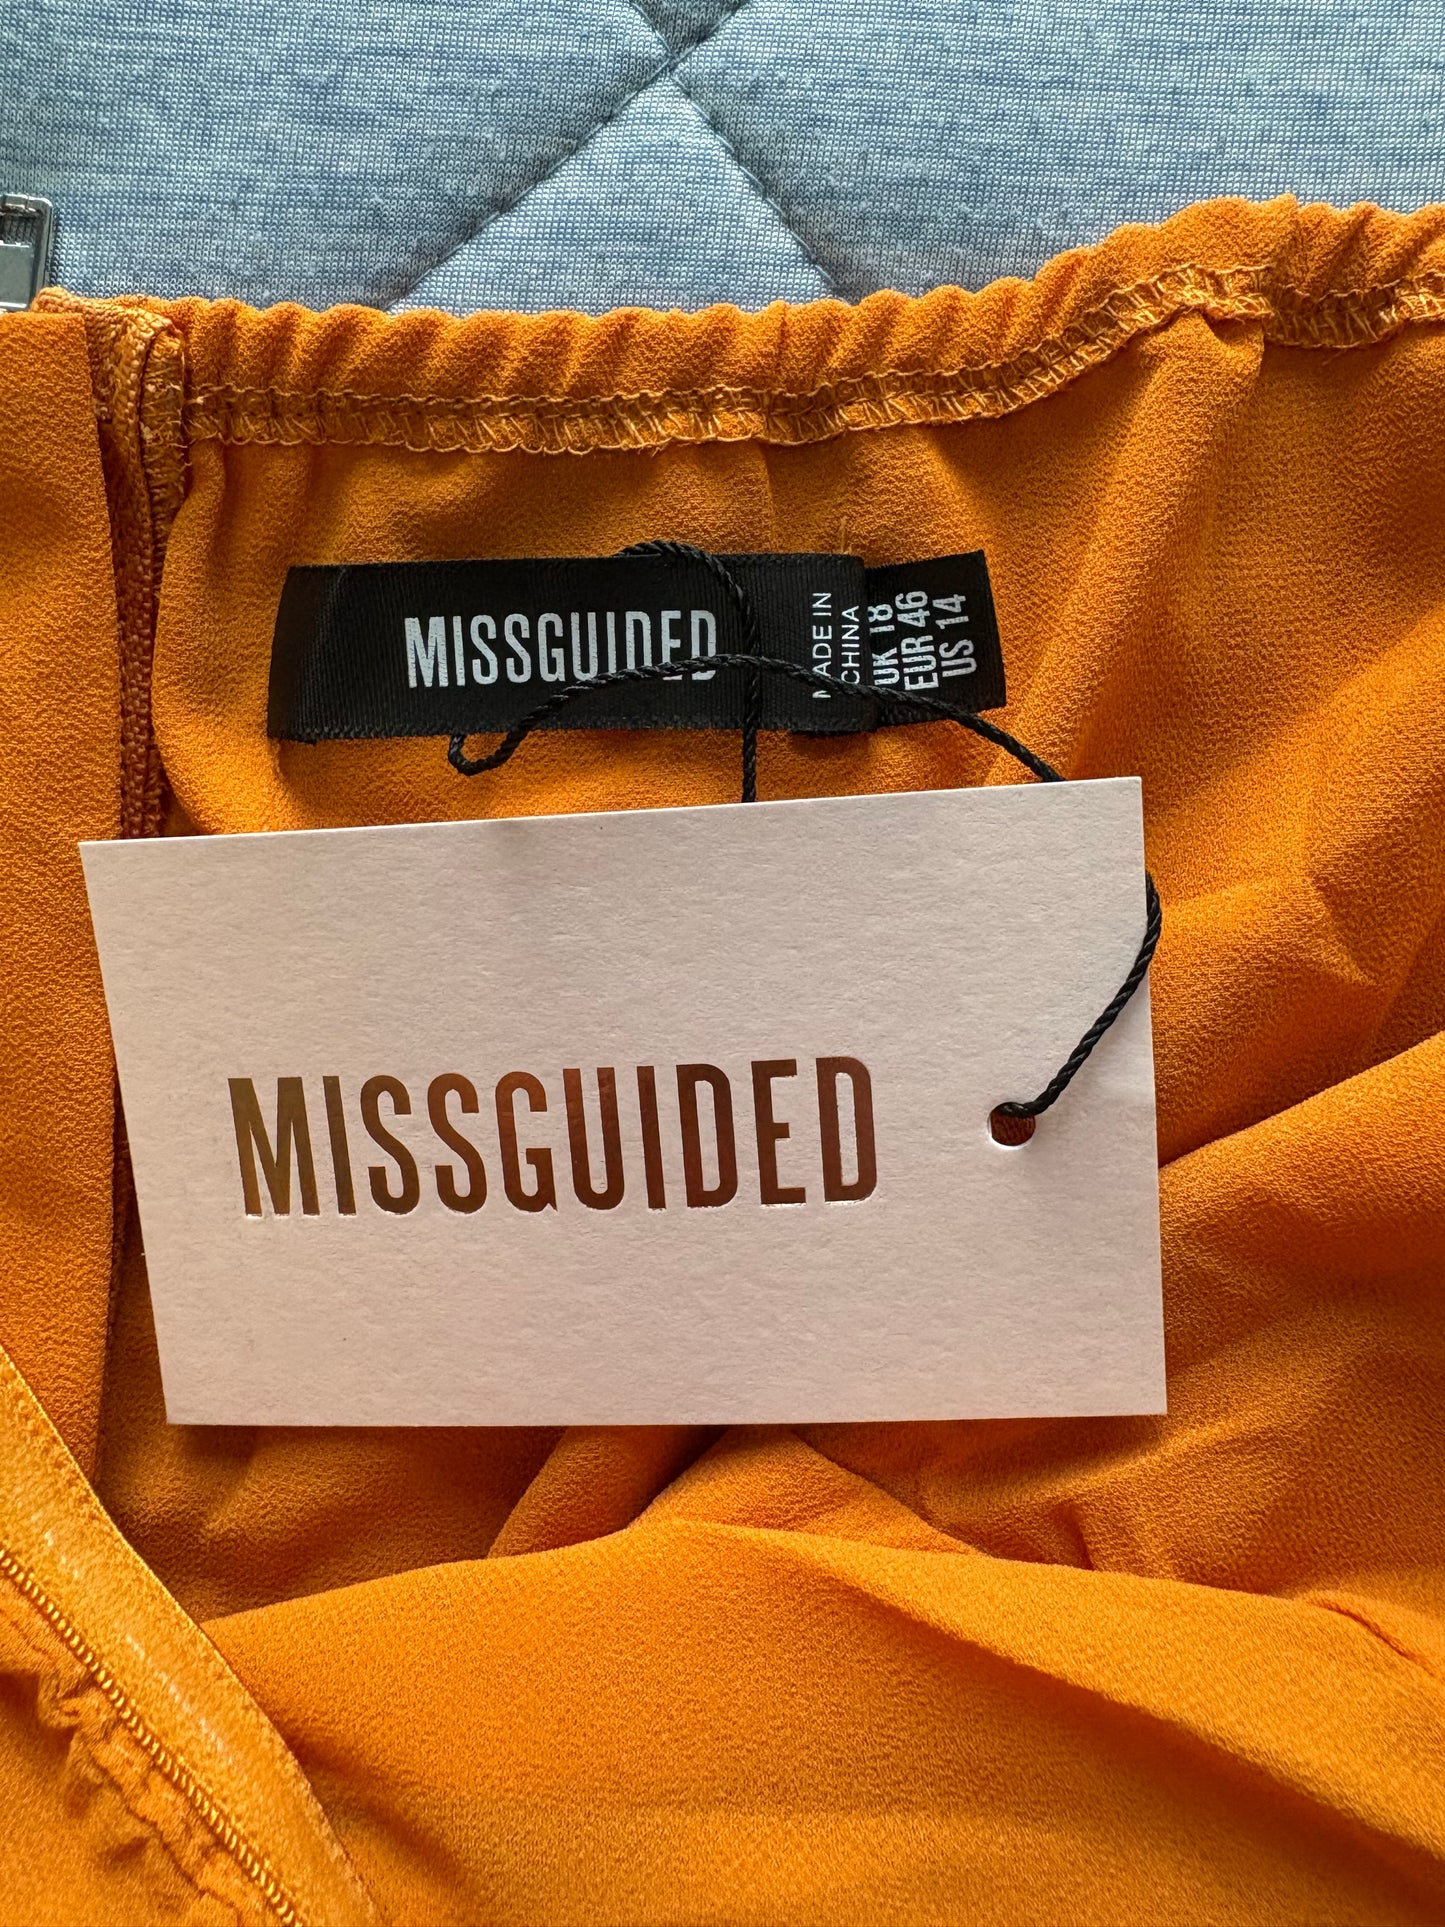 MISSGUIDED
MADE IN
CHINA
UK 18
EUR 46
US 14
MISSGUIDED